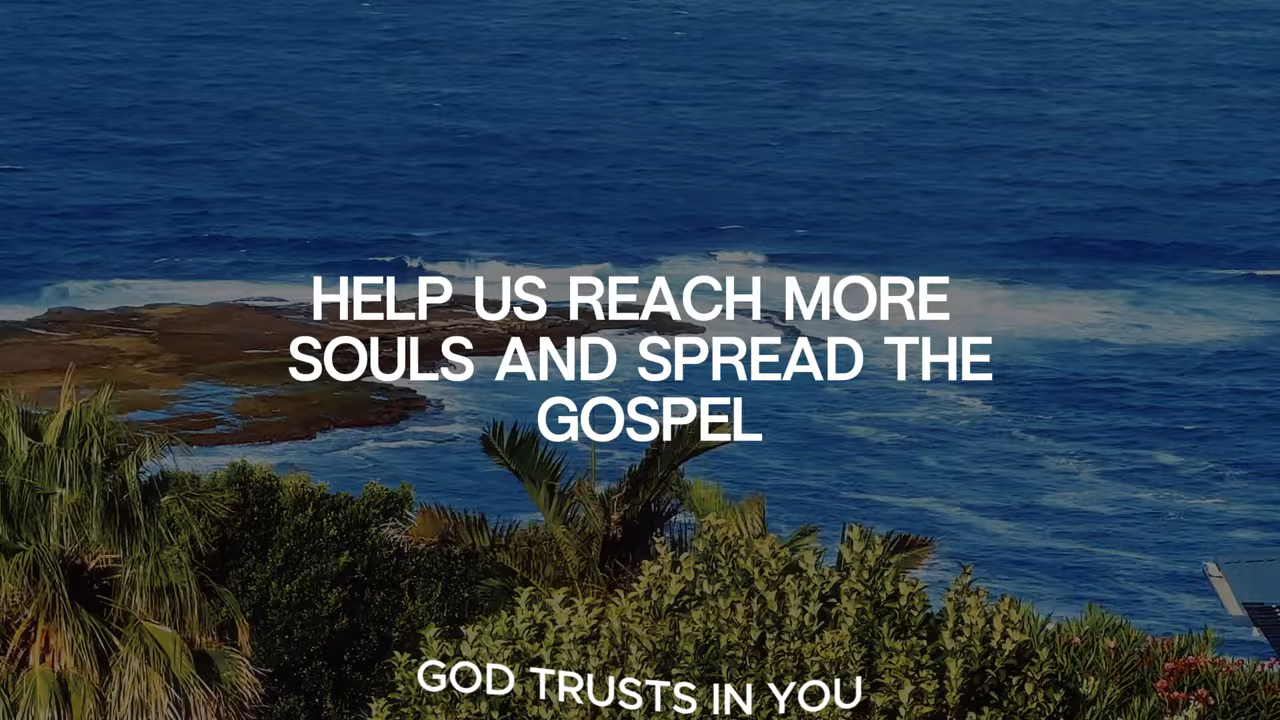 HELP US REACH MORE
SOULS AND SPREAD THE
GOSPEL
GOD TRUSTS IN YOU